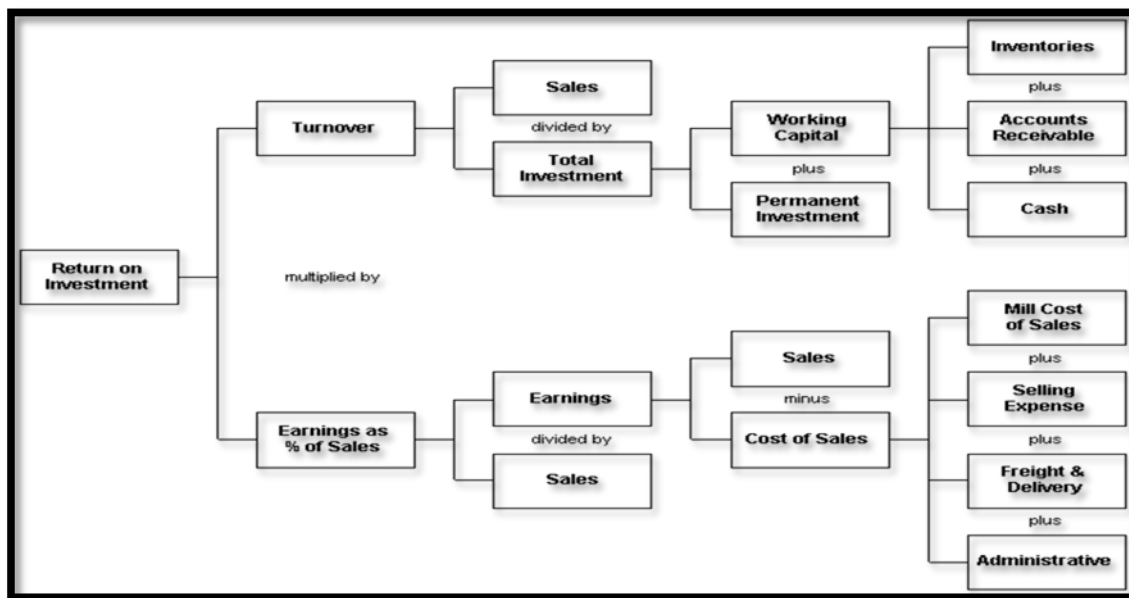 Inventories
plus
Sales
Turnover
divided by
Working
Capital
Accounts
Receivable
Total
Investment
plus
plus
Permanent
Investment
Cash
Return on
Investment
multiplied by
Mill Cost
of Sales
Sales
plus
Earnings
minus
Selling
Expense
Earnings as
% of Sales
divided by
Cost of Sales
plus
Sales
Freight &
Delivery
plus
Administrative